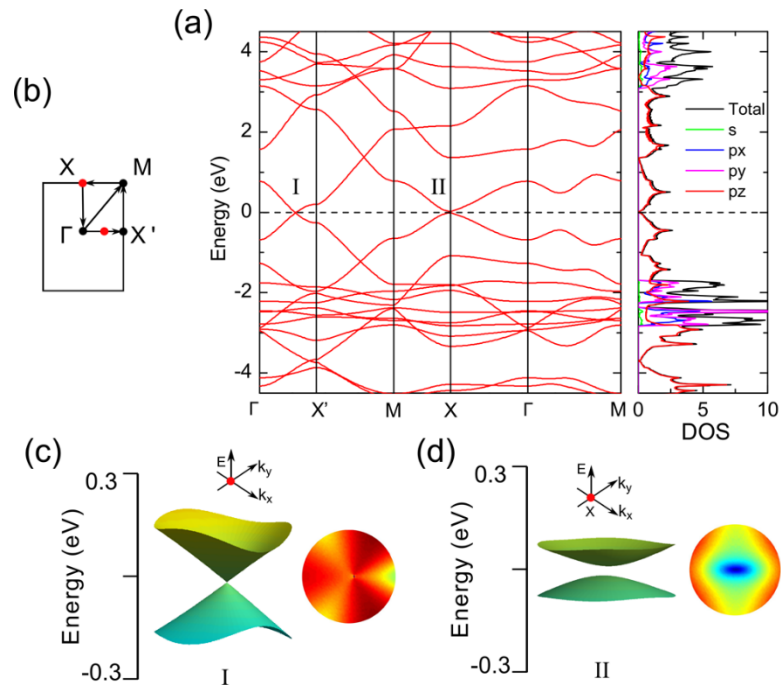 (a)
4
2
0
-2
-4
Energy (eV)
I
II
Γ
X'
M
X
Γ
M
Total
s
px
py
pz
0
5
10
DOS
(b)
X
M
Γ
X'
(c)
0.3
-0.3
Energy (eV)
E
ky
kx
I
(d)
0.3
-0.3
Energy (eV)
E
ky
X
kx
II